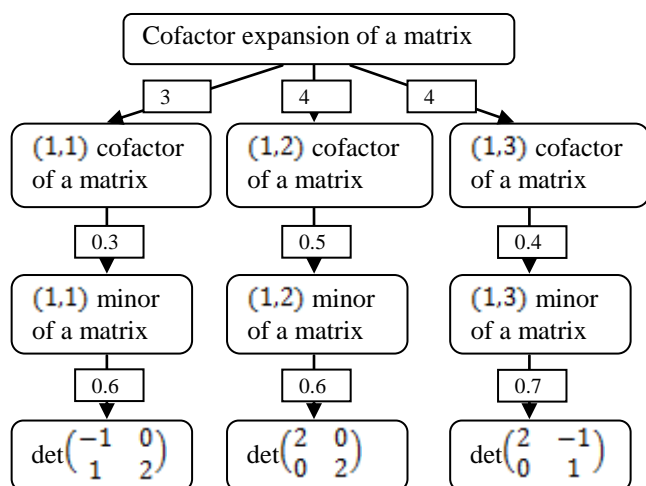 Cofactor expansion of a matrix
3 4 4
(1,1) cofactor of a matrix
(1,2) cofactor of a matrix
(1,3) cofactor of a matrix
0.3 0.5 0.4
(1,1) minor of a matrix
(1,2) minor of a matrix
(1,3) minor of a matrix
0.6 0.6 0.7
det(−1 0
1 2)
det(2 0
0 2)
det(2 −1
0 1)